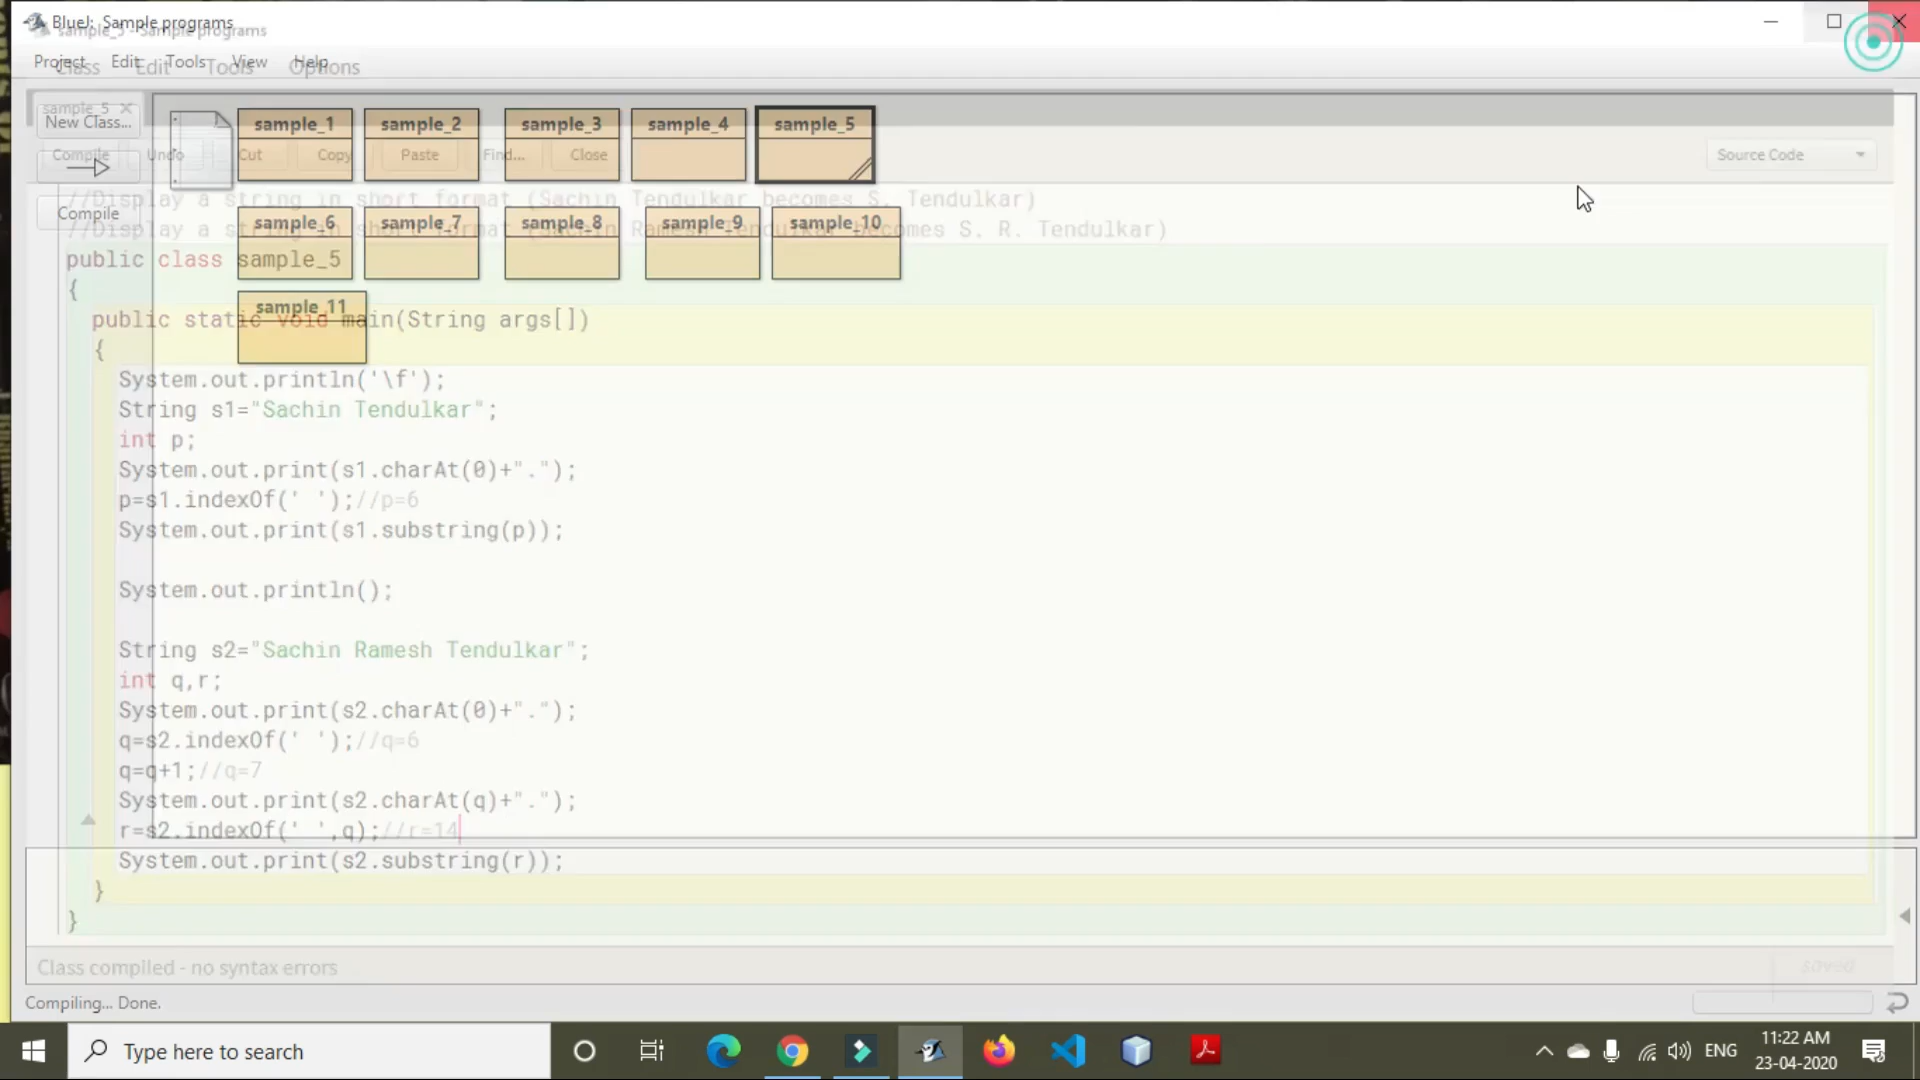 BlueJ: Sample programs
sample_5 - Sample programs
Project Edit Tools View Help
Class Edit Tools Options
sample_5 ×
New Class...
sample_1 sample_2 sample_3 sample_4 sample_5
Compile Undo Cut Copy Paste Find... Close Source Code
//Display a string in short format (Sachin Tendulkar becomes S. Tendulkar)
Compile
sample_6 sample_7 sample_8 sample_9 sample_10
//Display a string in short format (Sachin Ramesh Tendulkar becomes S. R. Tendulkar)
public class sample_5
{
sample_11
public static void main(String args[])
{
System.out.println('\f');
String s1="Sachin Tendulkar";
int p;
System.out.print(s1.charAt(0)+".");
p=s1.indexOf(' ');//p=6
System.out.print(s1.substring(p));
System.out.println();
String s2="Sachin Ramesh Tendulkar";
int q,r;
System.out.print(s2.charAt(0)+".");
q=s2.indexOf(' ');//q=6
q=q+1;//q=7
System.out.print(s2.charAt(q)+".");
r=s2.indexOf(' ',q);//r=14
System.out.print(s2.substring(r));
}
}
Class compiled - no syntax errors
saved
Compiling... Done.
Type here to search
ENG
11:22 AM
23-04-2020